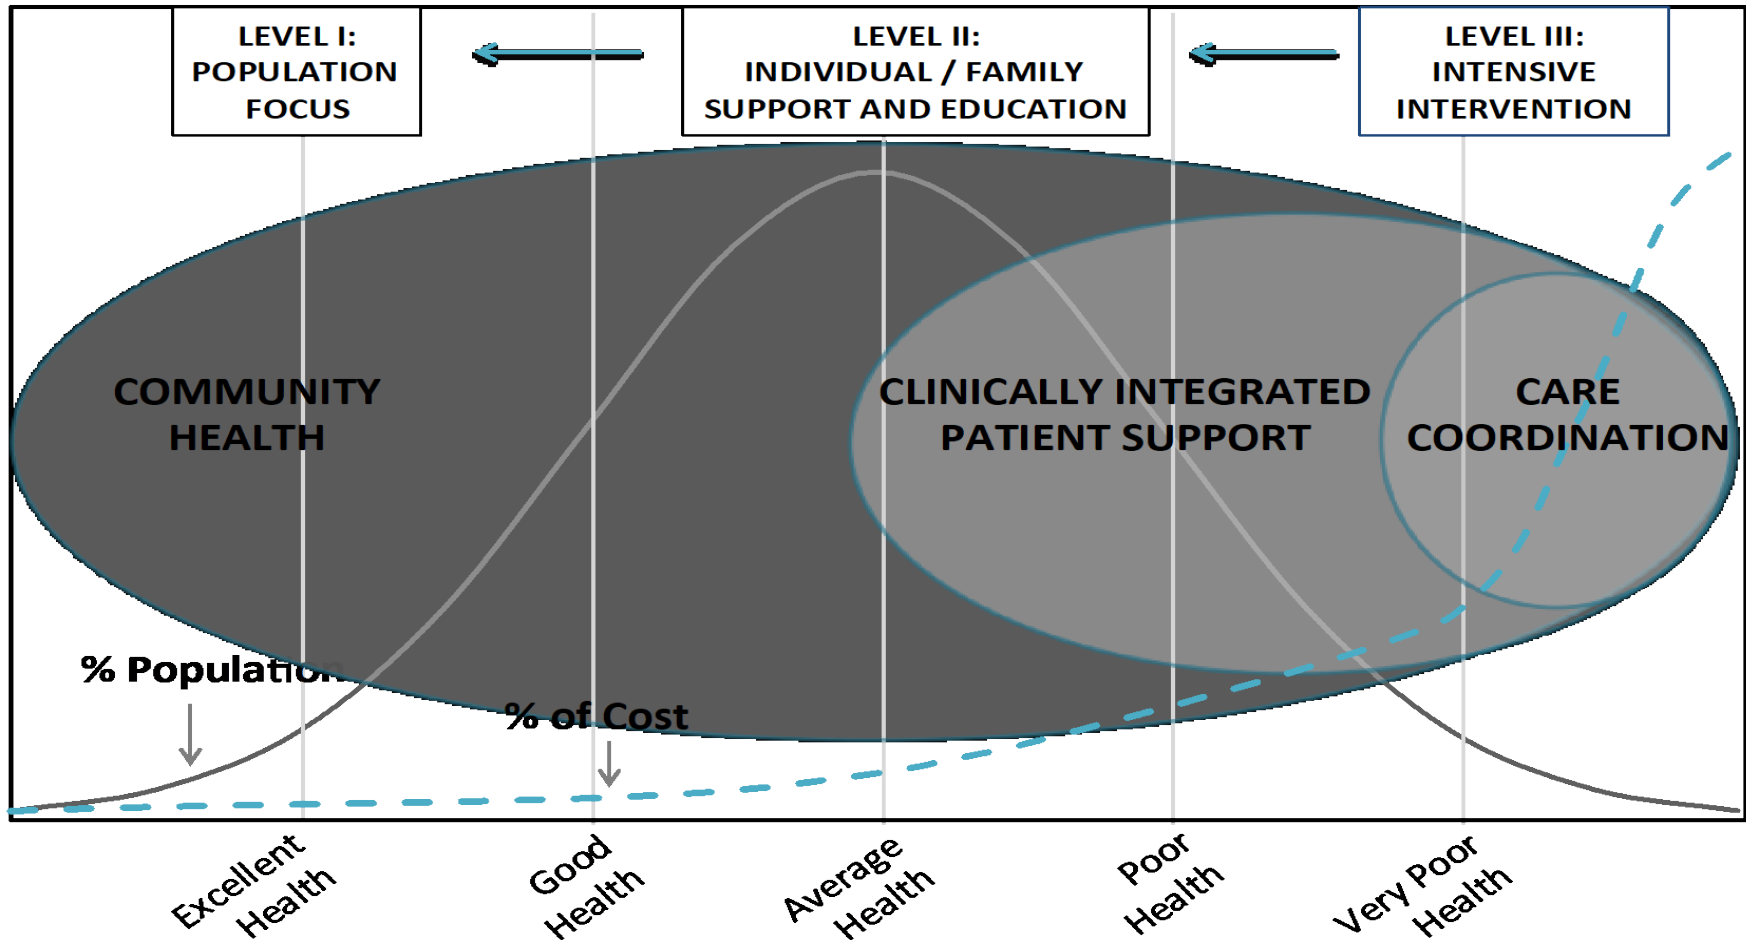 LEVEL I:
POPULATION
FOCUS
LEVEL II:
INDIVIDUAL / FAMILY
SUPPORT AND EDUCATION
LEVEL III:
INTENSIVE
INTERVENTION
COMMUNITY
HEALTH
CLINICALLY INTEGRATED
PATIENT SUPPORT
CARE
COORDINATION
% Population
% of Cost
Excellent
Health
Good
Health
Average
Health
Poor
Health
Very Poor
Health